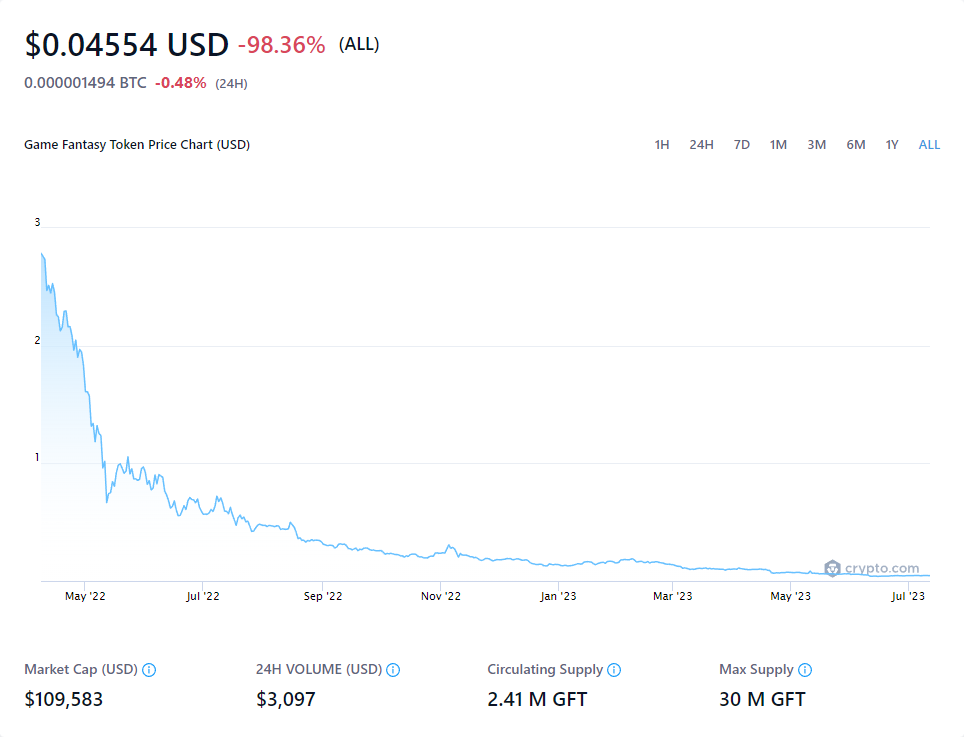 $0.04554 USD -98.36% (ALL)
0.000001494 BTC -0.48% (24H)
Game Fantasy Token Price Chart (USD) 1H 24H 7D 1M 3M 6M 1Y ALL
3
2
1
crypto.com
May '22 Jul '22 Sep '22 Nov '22 Jan '23 Mar '23 May '23 Jul '23
Market Cap (USD) 24H VOLUME (USD) Circulating Supply Max Supply
$109,583 $3,097 2.41 M GFT 30 M GFT